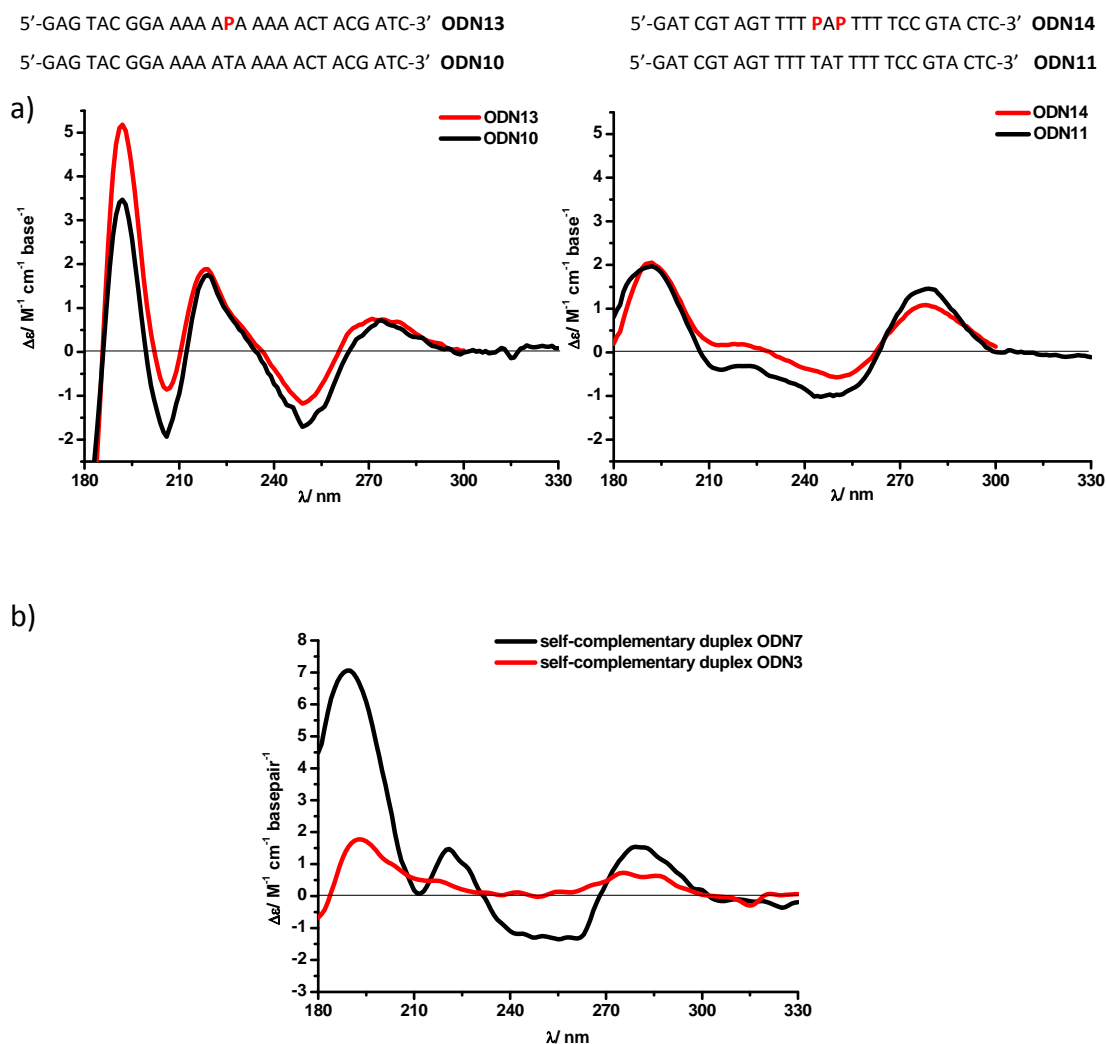 5’-GAG TAC GGA AAA APA AAA ACT ACG ATC-3’ ODN13
5’-GAG TAC GGA AAA ATA AAA ACT ACG ATC-3’ ODN10
5’-GAT CGT AGT TTT PAP TTT TCC GTA CTC-3’ ODN14
5’-GAT CGT AGT TTT TAT TTT TCC GTA CTC-3’ ODN11
a)
ODN13
ODN10
5
4
3
2
1
0
-1
-2
Δε/ M⁻¹ cm⁻¹ base⁻¹
180 210 240 270 300 330
λ/ nm
ODN14
ODN11
5
4
3
2
1
0
-1
-2
Δε/ M⁻¹ cm⁻¹ base⁻¹
180 210 240 270 300 330
λ/ nm
b)
self-complementary duplex ODN7
self-complementary duplex ODN3
8
7
6
5
4
3
2
1
0
-1
-2
-3
Δε/ M⁻¹ cm⁻¹ basepair⁻¹
180 210 240 270 300 330
λ/ nm